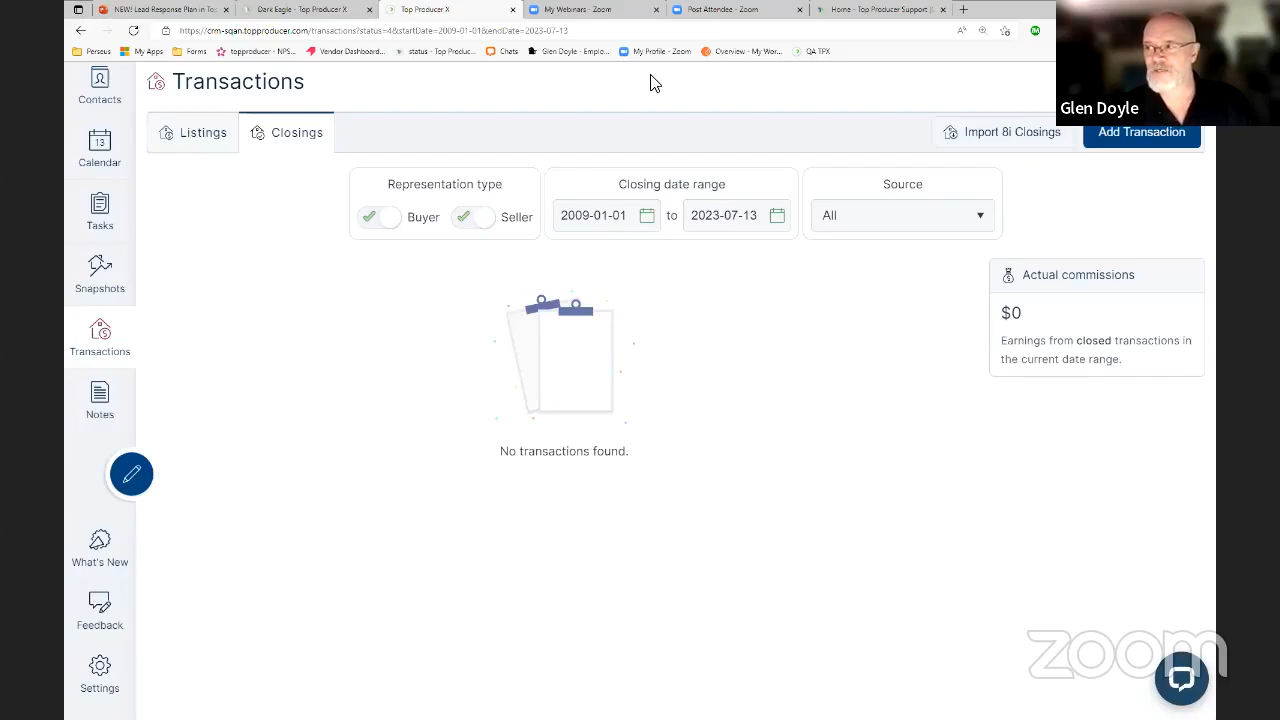 NEW! Lead Response Plan in Top
Dark Eagle - Top Producer X
Top Producer X
My Webinars - Zoom
Post Attendee - Zoom
Home - Top Producer Support (L
https://crm-sqan.topproducer.com/transactions?status=4&startDate=2009-01-01&endDate=2023-07-13
Perseus
My Apps
Forms
topproducer - NPS...
Vendor Dashboard...
status - Top Produc...
Chats
Glen Doyle - Emplo...
My Profile - Zoom
Overview - My Wor...
QA TIPS
Glen Doyle
Contacts
13
Calendar
Tasks
Snapshots
Transactions
Notes
What's New
Feedback
Settings
Transactions
Listings
Closings
Import 8i Closings
Add Transaction
Representation type
Buyer
Seller
Closing date range
2009-01-01 to 2023-07-13
Source
All
Actual commissions
$0
Earnings from closed transactions in
the current date range.
No transactions found.
zoom